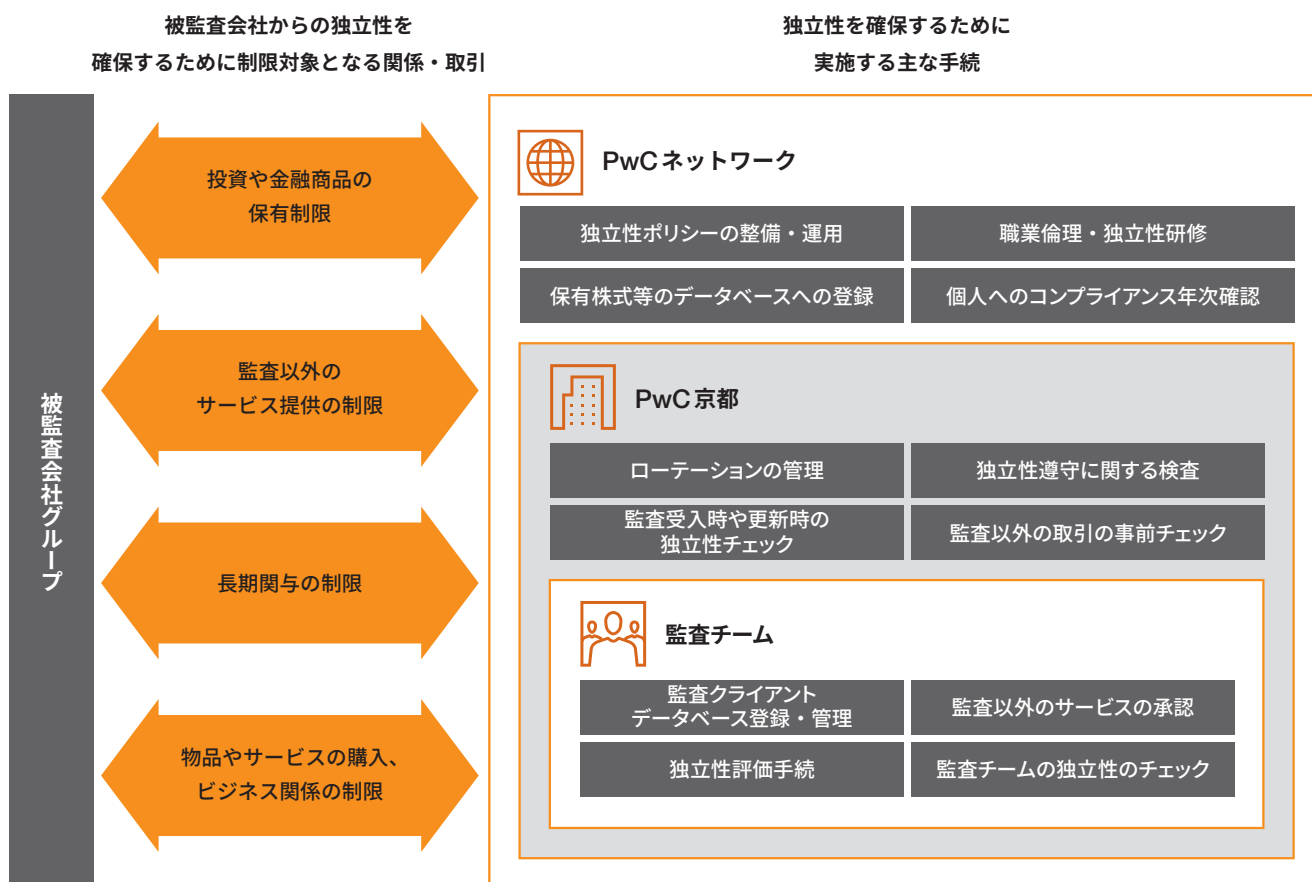 被監査会社からの独立性を
確保するために制限対象となる関係・取引
独立性を確保するために
実施する主な手続
被監査会社グループ
投資や金融商品の
保有制限
監査以外の
サービス提供の制限
長期関与の制限
物品やサービスの購入、
ビジネス関係の制限
PwCネットワーク
独立性ポリシーの整備・運用
職業倫理・独立性研修
保有株式等のデータベースへの登録
個人へのコンプライアンス年次確認
PwC京都
ローテーションの管理
独立性遵守に関する検査
監査受入時や更新時の
独立性チェック
監査以外の取引の事前チェック
監査チーム
監査クライアント
データベース登録・管理
監査以外のサービスの承認
独立性評価手続
監査チームの独立性のチェック